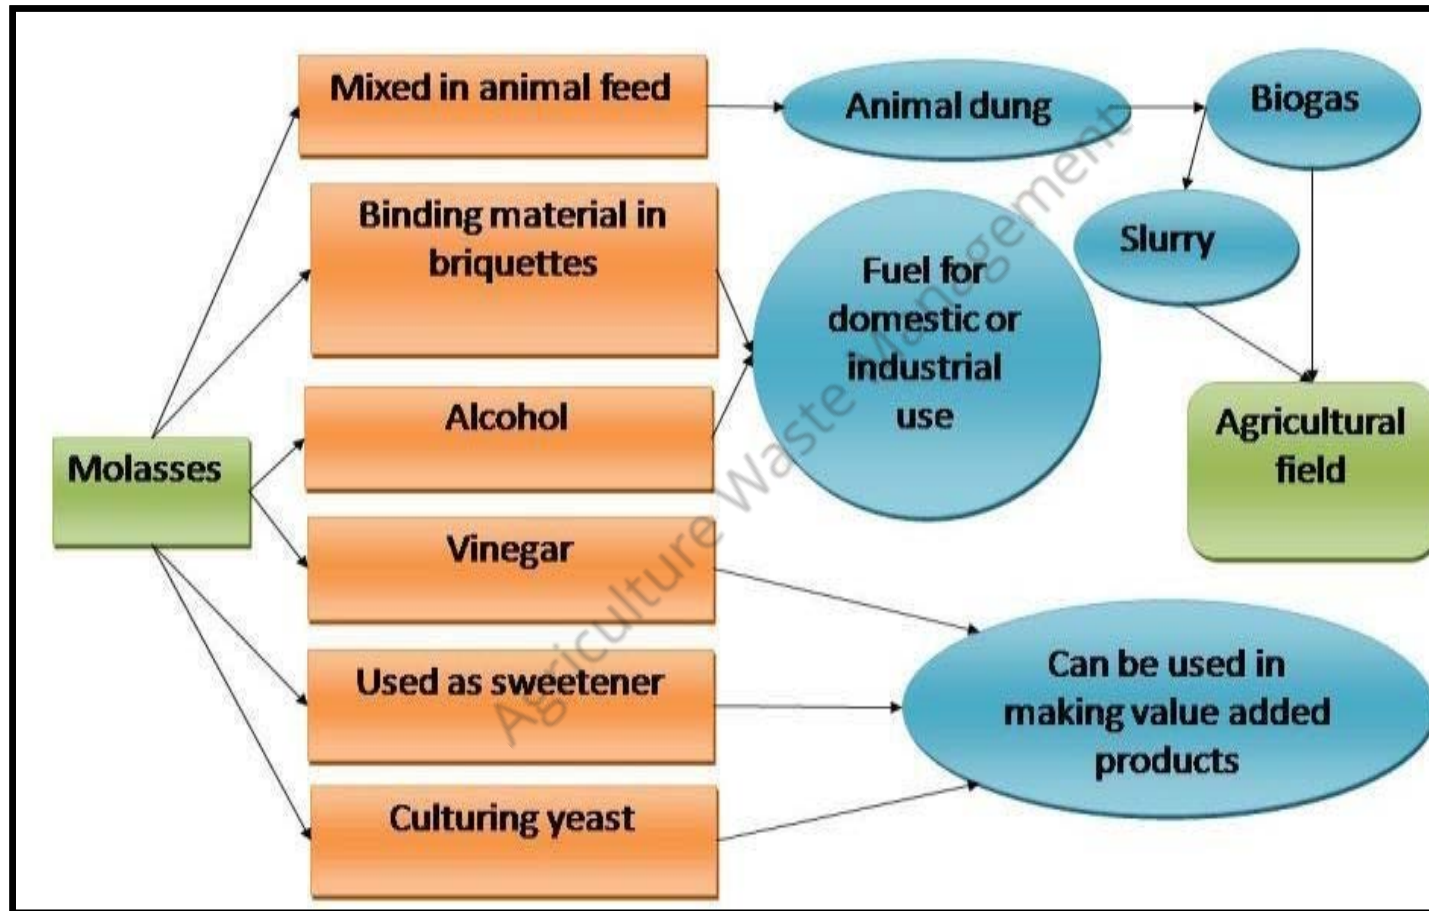 Mixed in animal feed
Animal dung
Biogas
Binding material in
briquettes
Slurry
Fuel for
domestic or
industrial
use
Alcohol
Agricultural
field
Molasses
Vinegar
Used as sweetener
Can be used in
making value added
products
Culturing yeast
Agriculture Waste Management